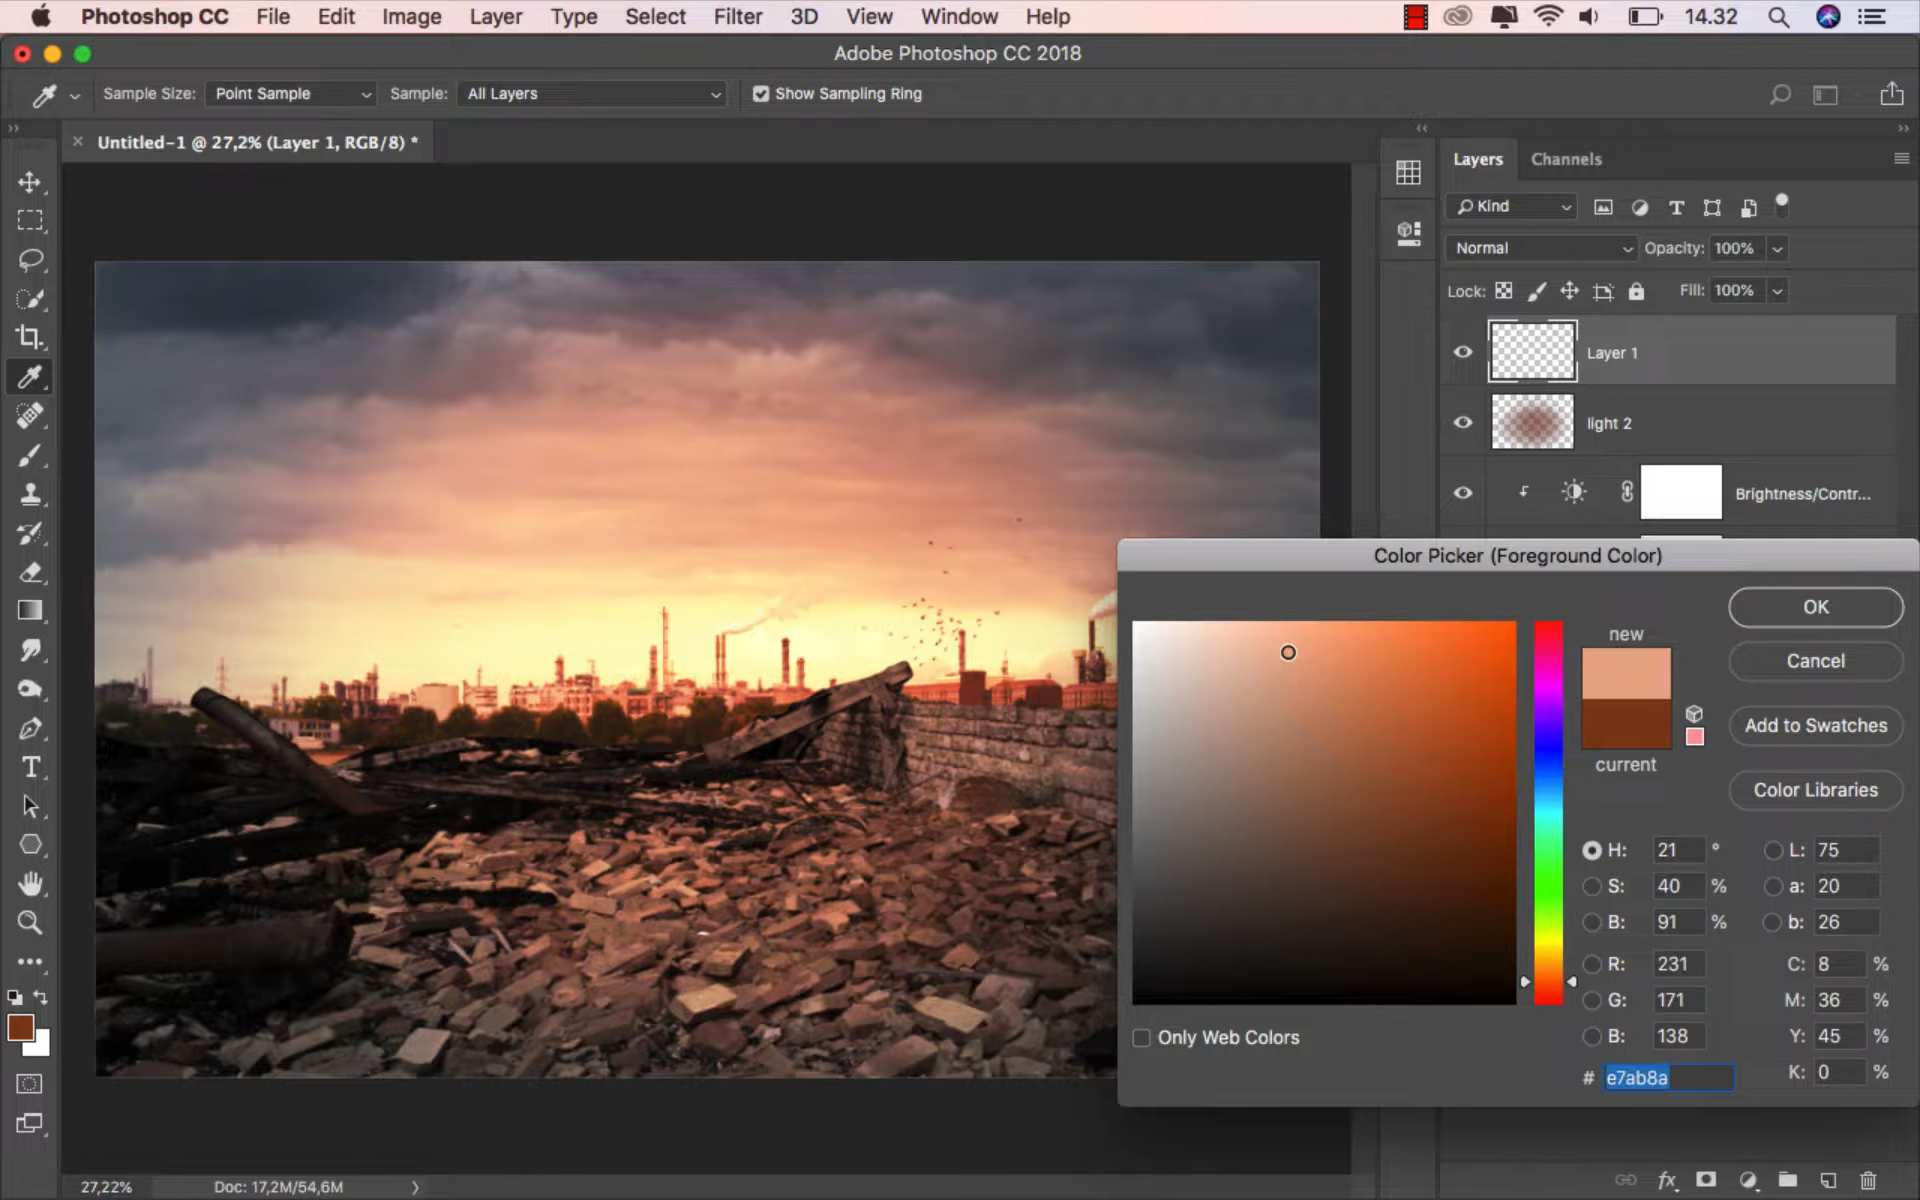 Photoshop CC File Edit Image Layer Type Select Filter 3D View Window Help 14.32
Adobe Photoshop CC 2018
Sample Size: Point Sample Sample: All Layers Show Sampling Ring
Untitled-1 @ 27,2% (Layer 1, RGB/8) *
Layers Channels
Kind
Normal Opacity: 100%
Lock: Fill: 100%
Layer 1
light 2
Brightness/Contr...
Color Picker (Foreground Color)
OK
new
Cancel
Add to Swatches
current
Color Libraries
H: 21 ° L: 75
S: 40 % a: 20
B: 91 % b: 26
R: 231 C: 8 %
G: 171 M: 36 %
B: 138 Y: 45 %
Only Web Colors
# e7ab8a K: 0 %
27,22% Doc: 17,2M/54,6M
fx